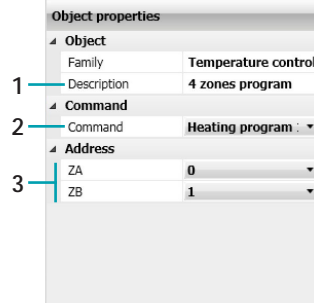 Object properties
Object
Family Temperature control
1 Description 4 zones program
Command
2 Command Heating program :
Address
3
ZA 0
ZB 1